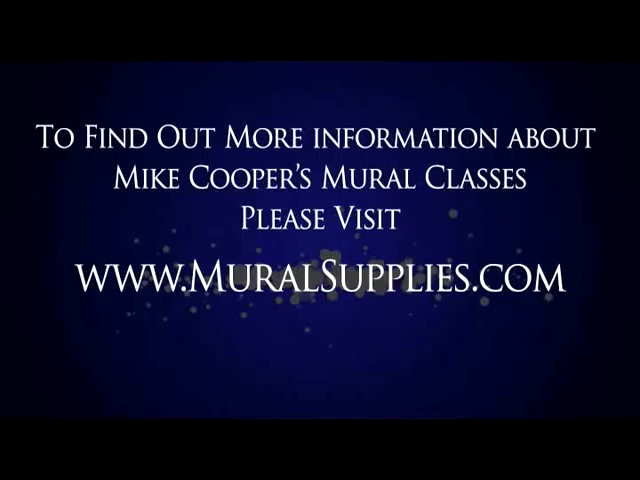 To Find Out More information about
Mike Cooper's Mural Classes
Please Visit
www.MuralSupplies.com